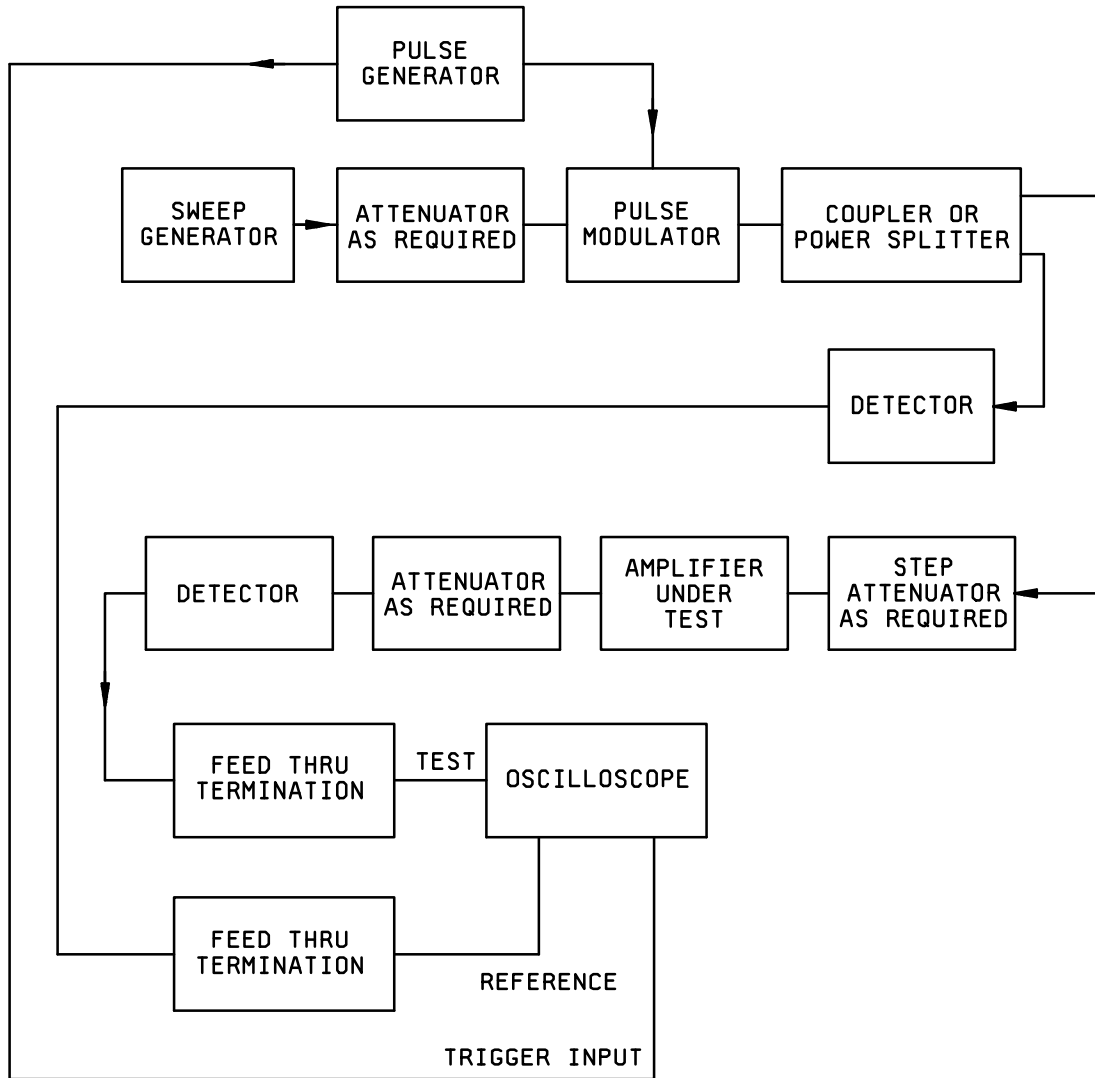 PULSE
GENERATOR
SWEEP
GENERATOR
ATTENUATOR
AS REQUIRED
PULSE
MODULATOR
COUPLER OR
POWER SPLITTER
DETECTOR
DETECTOR
ATTENUATOR
AS REQUIRED
AMPLIFIER
UNDER
TEST
STEP
ATTENUATOR
AS REQUIRED
FEED THRU
TERMINATION
TEST
OSCILLOSCOPE
FEED THRU
TERMINATION
REFERENCE
TRIGGER INPUT